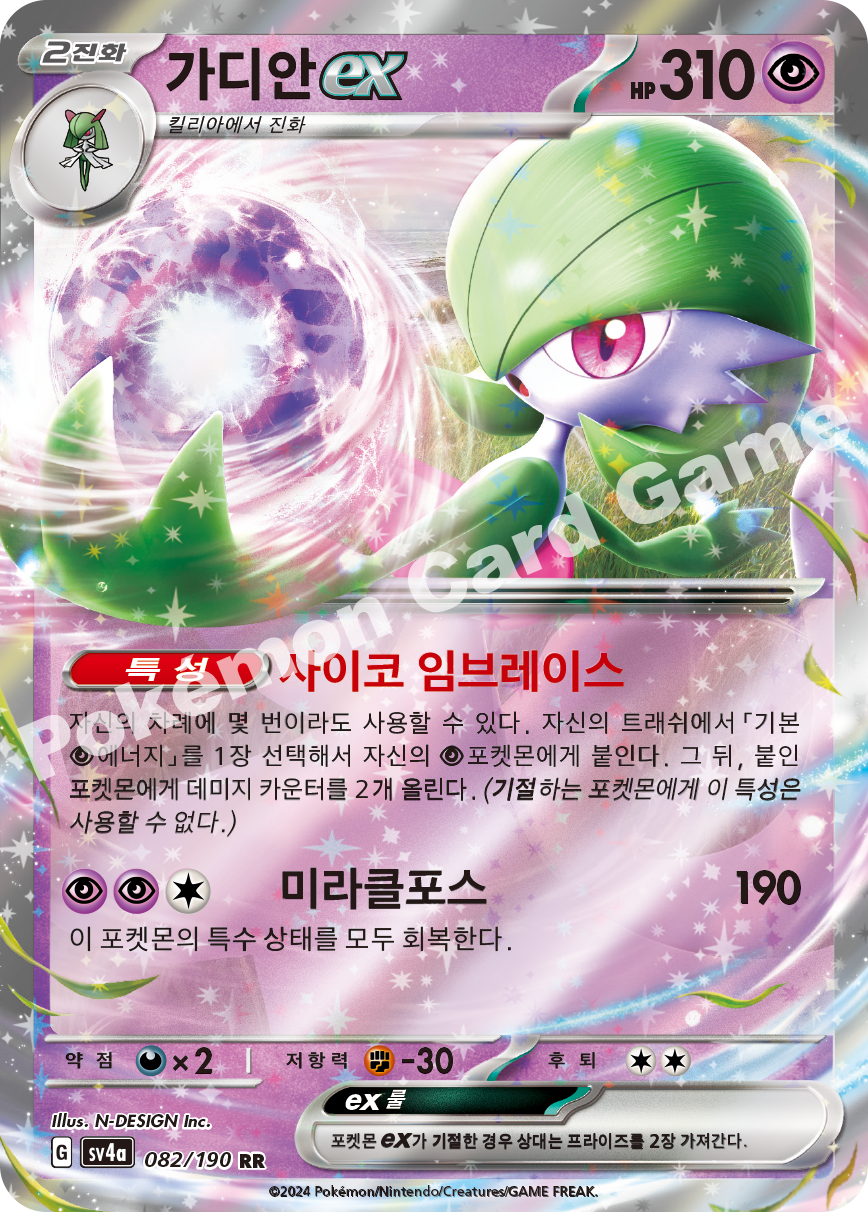 2진화
가디안ex
HP310
킬리아에서 진화
Pokémon Card Game
특성 사이코 임브레이스
자신의 차례에 몇 번이라도 사용할 수 있다. 자신의 트래쉬에서 「기본
에너지」를 1장 선택해서 자신의 포켓몬에게 붙인다. 그 뒤, 붙인
포켓몬에게 데미지 카운터를 2개 올린다. (기절하는 포켓몬에게 이 특성은
사용할 수 없다.)
미라클포스 190
이 포켓몬의 특수 상태를 모두 회복한다.
약점 ×2 저항력 -30 후퇴
ex룰
포켓몬 ex가 기절한 경우 상대는 프라이즈를 2장 가져간다.
Illus. N-DESIGN Inc.
G sv4a 082/190 RR
©2024 Pokémon/Nintendo/Creatures/GAME FREAK.